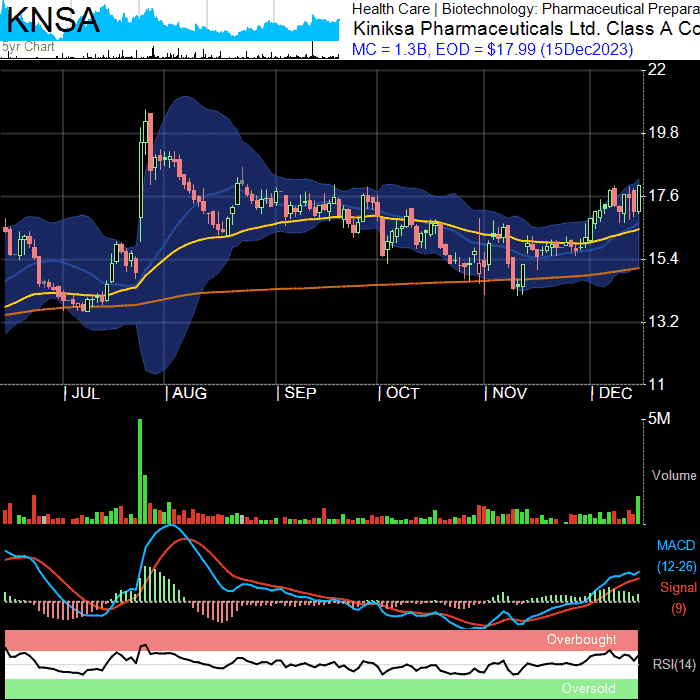 KNSA
5yr Chart
Health Care | Biotechnology: Pharmaceutical Prepara
Kiniksa Pharmaceuticals Ltd. Class A Co
MC = 1.3B, EOD = $17.99 (15Dec2023)
22
19.8
17.6
15.4
13.2
11
| JUL | AUG | SEP | OCT | NOV | DEC
5M
Volume
MACD
(12-26)
Signal
(9)
Overbought
RSI(14)
Oversold